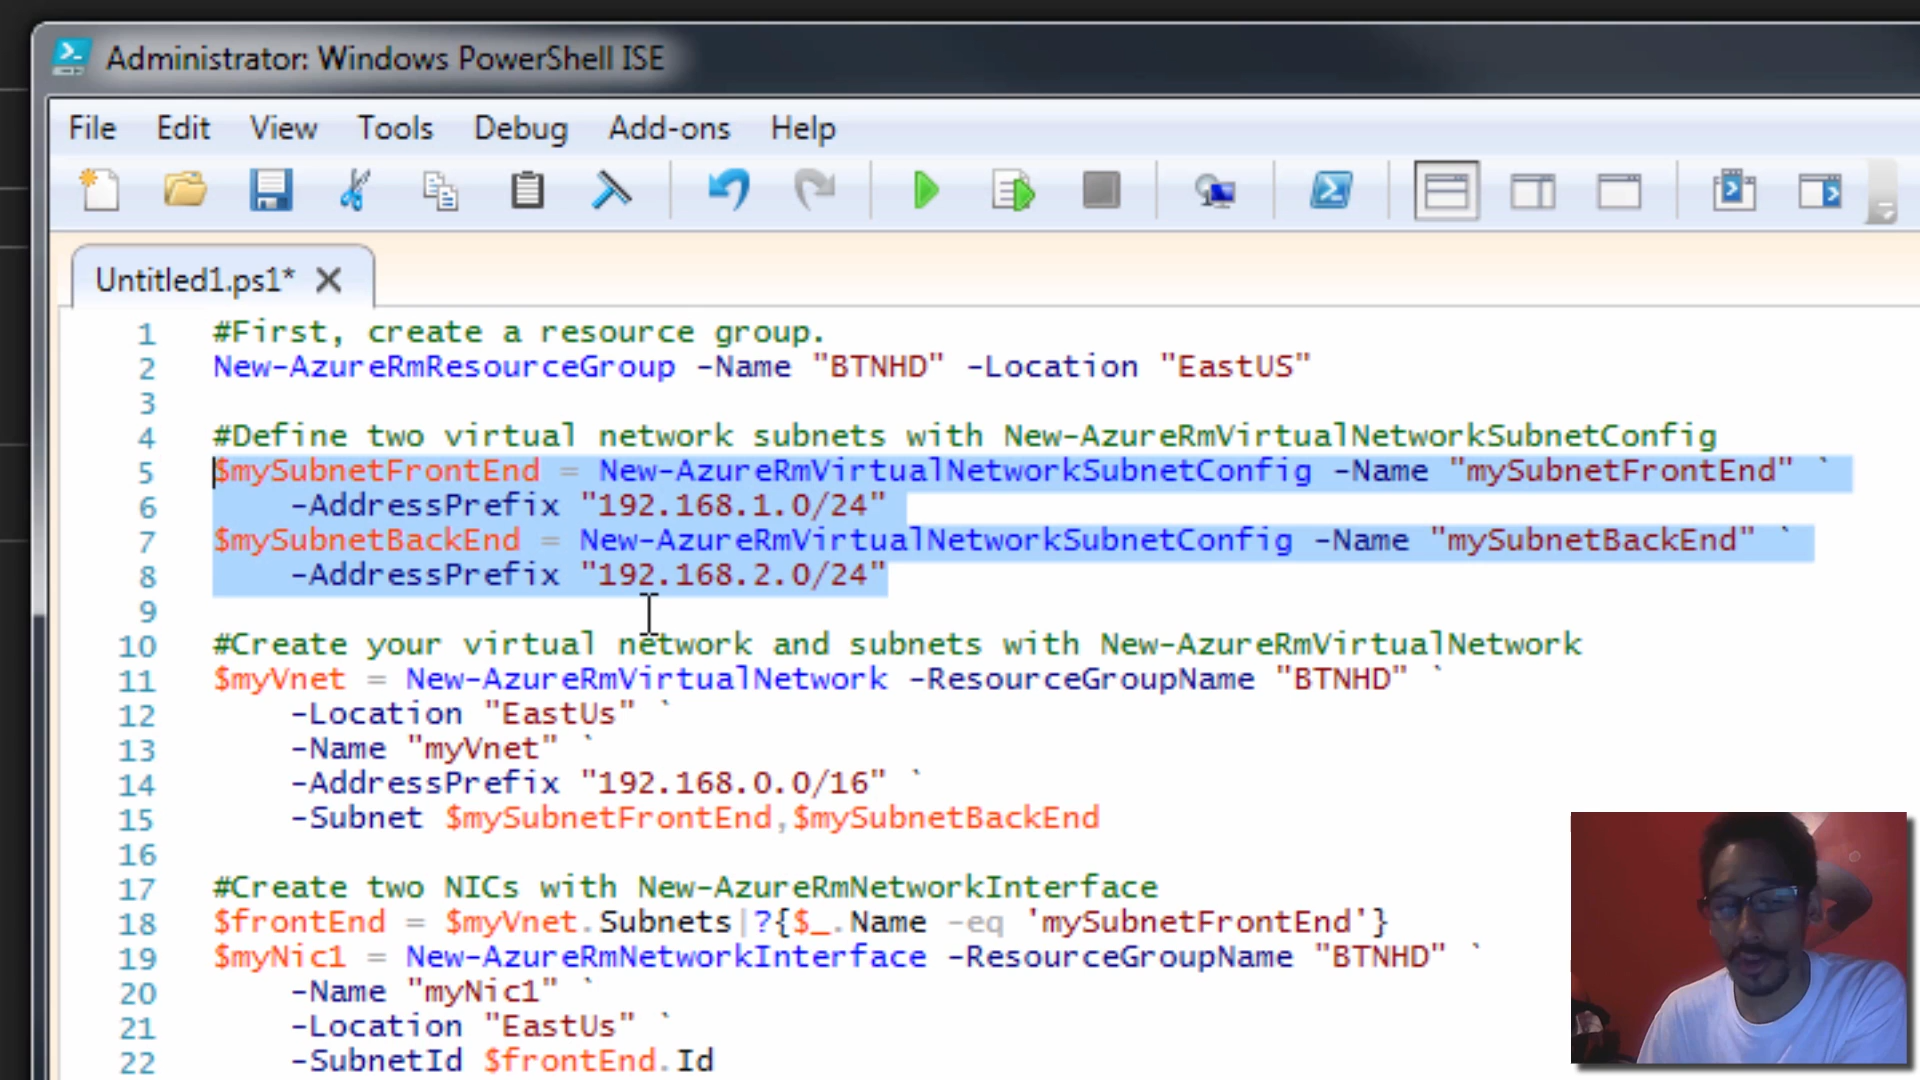 Administrator: Windows PowerShell ISE
File Edit View Tools Debug Add-ons Help
Untitled1.ps1*
1 #First, create a resource group.
2 New-AzureRmResourceGroup -Name "BTNHD" -Location "EastUS"
3
4 #Define two virtual network subnets with New-AzureRmVirtualNetworkSubnetConfig
5 $mySubnetFrontEnd = New-AzureRmVirtualNetworkSubnetConfig -Name "mySubnetFrontEnd" `
6     -AddressPrefix "192.168.1.0/24"
7 $mySubnetBackEnd = New-AzureRmVirtualNetworkSubnetConfig -Name "mySubnetBackEnd" `
8     -AddressPrefix "192.168.2.0/24"
9
10 #Create your virtual network and subnets with New-AzureRmVirtualNetwork
11 $myVnet = New-AzureRmVirtualNetwork -ResourceGroupName "BTNHD" `
12     -Location "EastUs" `
13     -Name "myVnet" `
14     -AddressPrefix "192.168.0.0/16" `
15     -Subnet $mySubnetFrontEnd,$mySubnetBackEnd
16
17 #Create two NICs with New-AzureRmNetworkInterface
18 $frontEnd = $myVnet.Subnets|?{$_.Name -eq 'mySubnetFrontEnd'}
19 $myNic1 = New-AzureRmNetworkInterface -ResourceGroupName "BTNHD" `
20     -Name "myNic1" `
21     -Location "EastUs" `
22     -SubnetId $frontEnd.Id